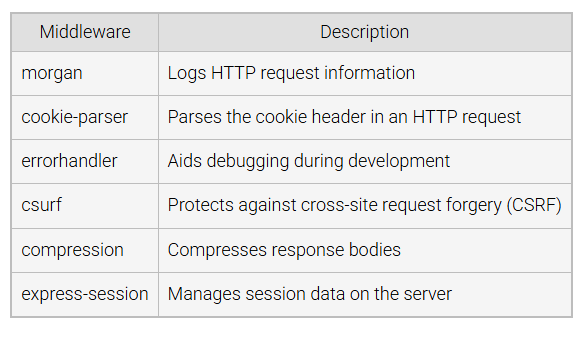 Middleware Description
morgan Logs HTTP request information
cookie-parser Parses the cookie header in an HTTP request
errorhandler Aids debugging during development
csurf Protects against cross-site request forgery (CSRF)
compression Compresses response bodies
express-session Manages session data on the server